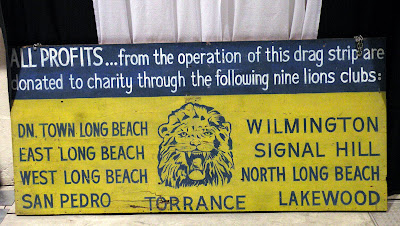 ALL PROFITS...from the operation of this drag strip are
donated to charity through the following nine lions clubs:
DN. TOWN LONG BEACH
EAST LONG BEACH
WEST LONG BEACH
SAN PEDRO
TORRANCE
WILMINGTON
SIGNAL HILL
NORTH LONG BEACH
LAKEWOOD